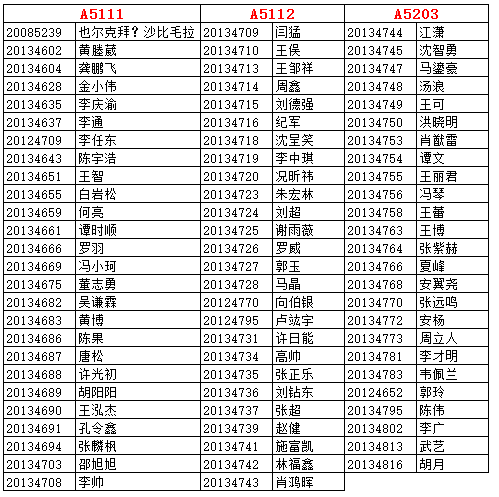 A5111 A5112 A5203
20085239 也尔克拜？沙比毛拉 20134709 闫猛 20134744 江潇
20134602 黄塍葳 20134710 王俣 20134745 沈智勇
20134604 龚鹏飞 20134713 王邹祥 20134747 马鎏豪
20134628 金小伟 20134714 周鑫 20134748 汤浪
20134635 李庆渝 20134715 刘德强 20134749 王可
20134637 李通 20134716 纪军 20134750 洪晓明
20124709 李任东 20134718 沈呈笑 20134753 肖猷雷
20134643 陈宇浩 20134719 李中琪 20134754 谭文
20134651 王智 20134720 况昕祎 20134755 王丽君
20134655 白岩松 20134723 朱宏林 20134756 冯琴
20134659 何亮 20134724 刘超 20134758 王蕾
20134661 谭时顺 20134725 谢雨薇 20134763 王博
20134666 罗羽 20134726 罗威 20134764 张紫赫
20134669 冯小珂 20134727 郭玉 20134766 夏峰
20134675 董志勇 20134728 马晶 20134768 安翼尧
20134682 吴谦霖 20124770 向伯银 20134770 张远鸣
20134683 黄博 20124795 卢竑宇 20134772 安杨
20134686 陈果 20134731 许日能 20134773 周立人
20134687 唐松 20134734 高帅 20134781 李才明
20134688 许光初 20134735 张正乐 20134783 韦佩兰
20134689 胡阳阳 20134736 刘钻东 20124652 郭玲
20134690 王泓杰 20134737 张超 20134795 陈伟
20134691 孔令鑫 20134739 赵健 20134802 李广
20134694 张麟枫 20134741 施富凯 20134813 武艺
20134703 邵旭旭 20134742 林福鑫 20134816 胡月
20134708 李帅 20134743 肖鸿晖